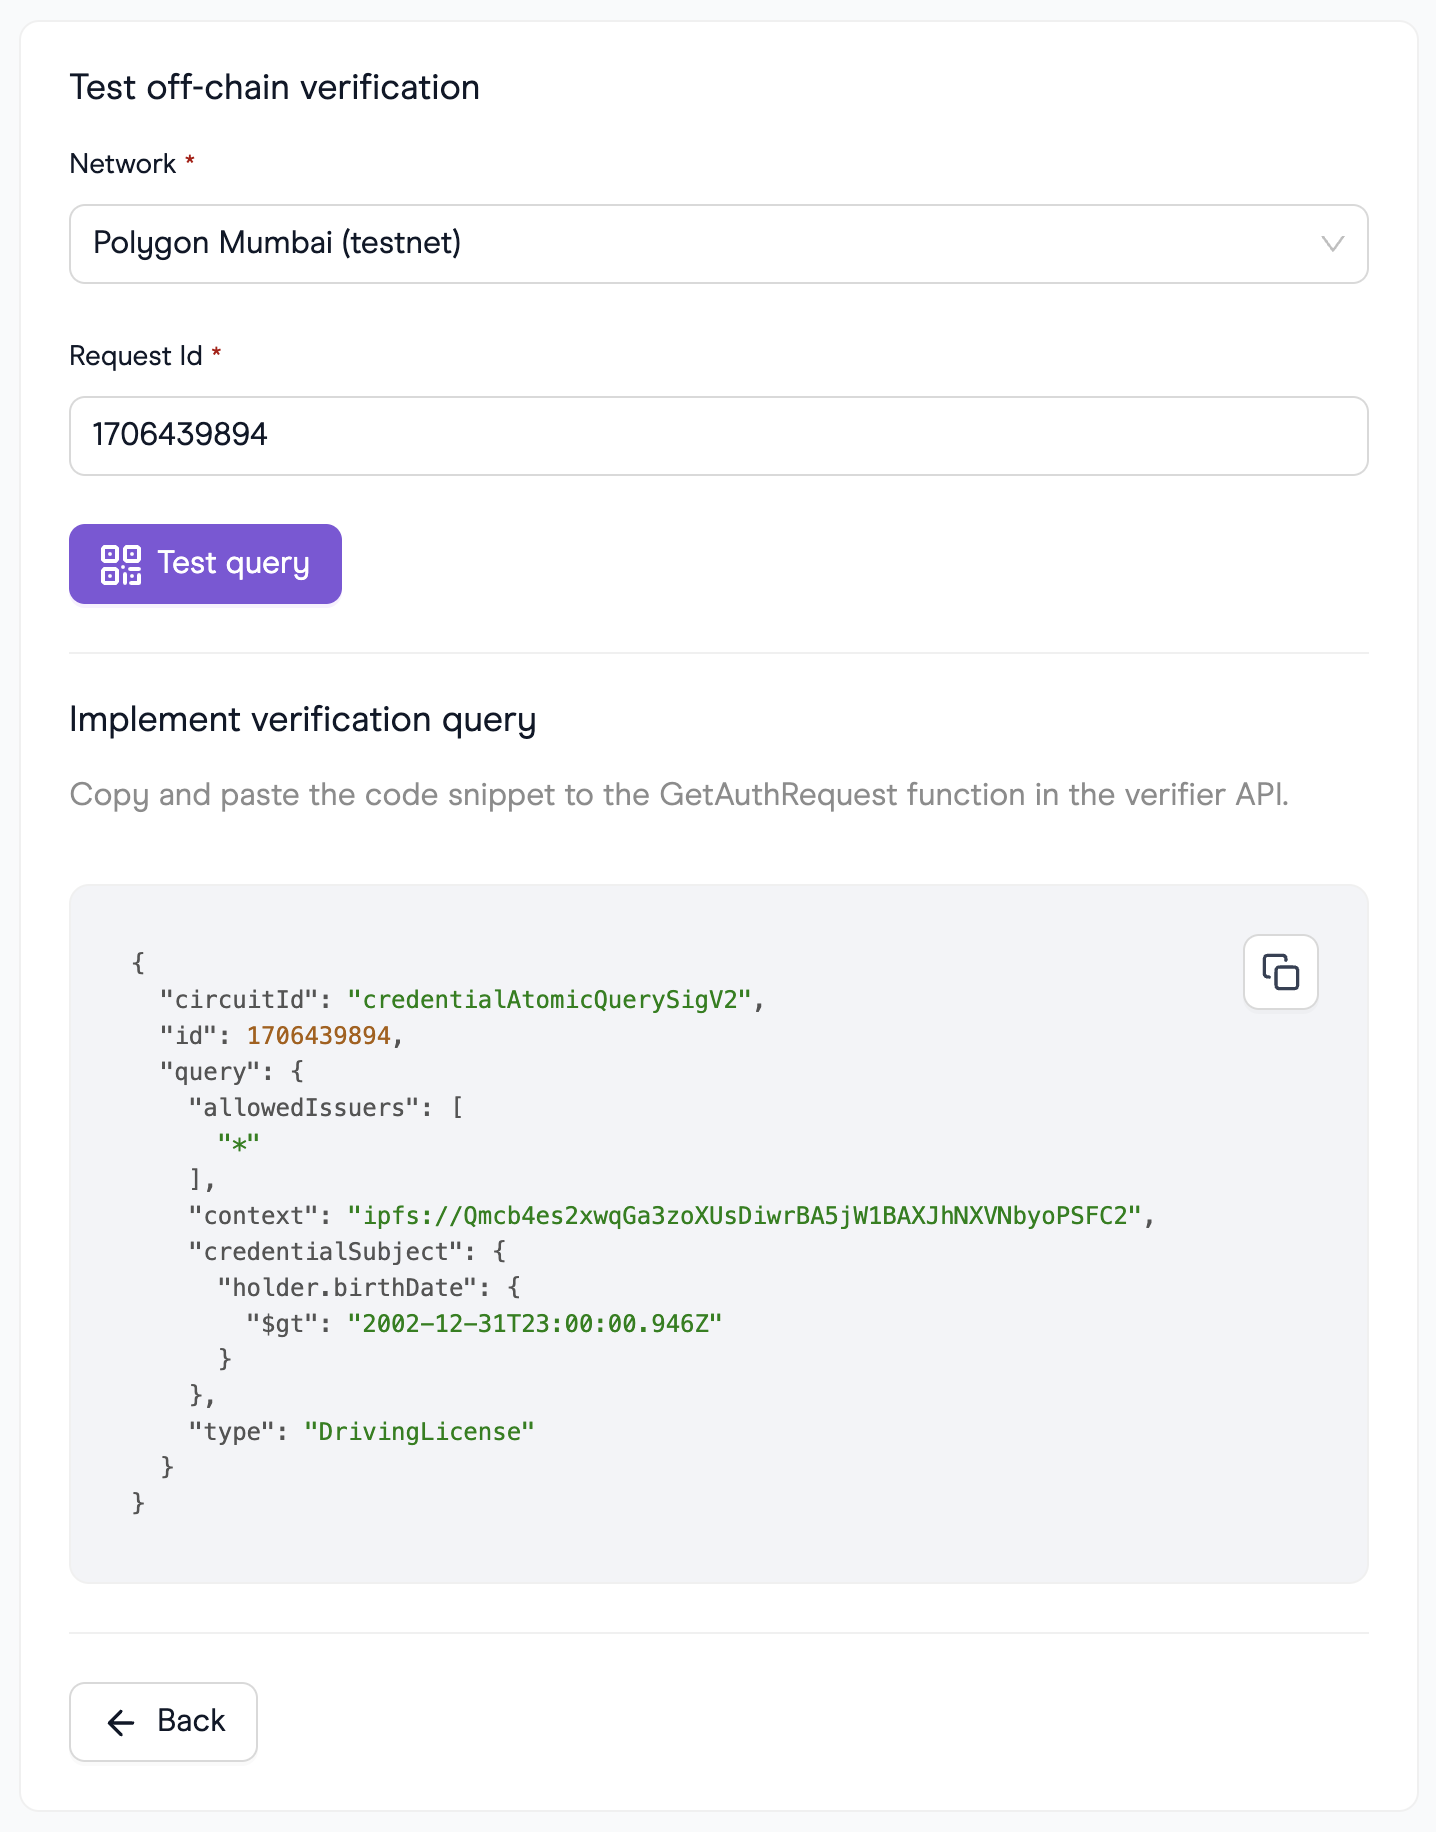 Test off-chain verification
Network *
Polygon Mumbai (testnet)
Request Id *
1706439894
Test query
Implement verification query
Copy and paste the code snippet to the GetAuthRequest function in the verifier API.
{
  "circuitId": "credentialAtomicQuerySigV2",
  "id": 1706439894,
  "query": {
    "allowedIssuers": [
      "*"
    ],
    "context": "ipfs://Qmcb4es2xwqGa3zoXUsDiwrBA5jW1BAXJhNXVNbyoPSFC2",
    "credentialSubject": {
      "holder.birthDate": {
        "$gt": "2002-12-31T23:00:00.946Z"
      }
    },
    "type": "DrivingLicense"
  }
}
Back